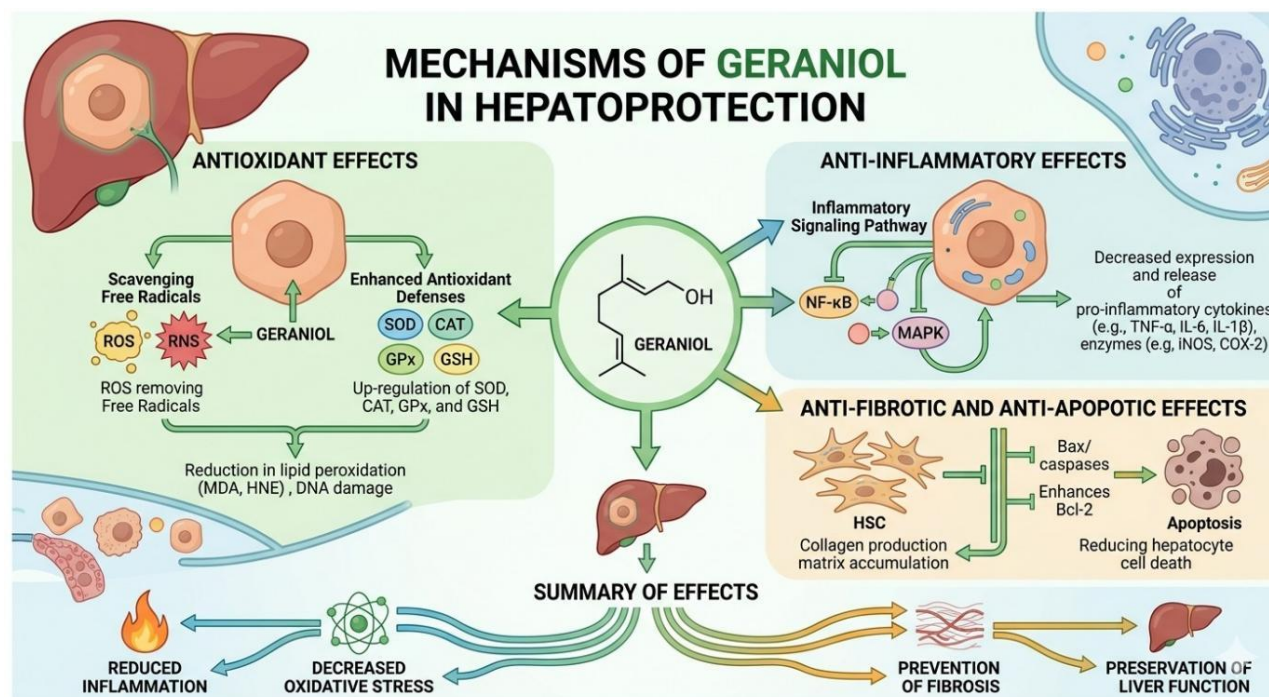 MECHANISMS OF GERANIOL
IN HEPATOPROTECTION
ANTIOXIDANT EFFECTS
Scavenging
Free Radicals
ROS
RNS
GERANIOL
ROS removing
Free Radicals
Enhanced Antioxidant
Defenses
SOD
CAT
GPx
GSH
Up-regulation of SOD,
CAT, GPx, and GSH
Reduction in lipid peroxidation
(MDA, HNE) , DNA damage
OH
GERANIOL
ANTI-INFLAMMATORY EFFECTS
Inflammatory
Signaling Pathway
NF-κB
MAPK
Decreased expression
and release
of
pro-inflammatory cytokines
(e.g., TNF-α, IL-6, IL-1β),
enzymes (e.g, iNOS, COX-2)
ANTI-FIBROTIC AND ANTI-APOPOTIC EFFECTS
HSC
Collagen production
matrix accumulation
Bax/
caspases
Enhances
Bcl-2
Apoptosis
Reducing hepatocyte
cell death
SUMMARY OF EFFECTS
REDUCED
INFLAMMATION
DECREASED
OXIDATIVE STRESS
PREVENTION
OF FIBROSIS
PRESERVATION OF
LIVER FUNCTION